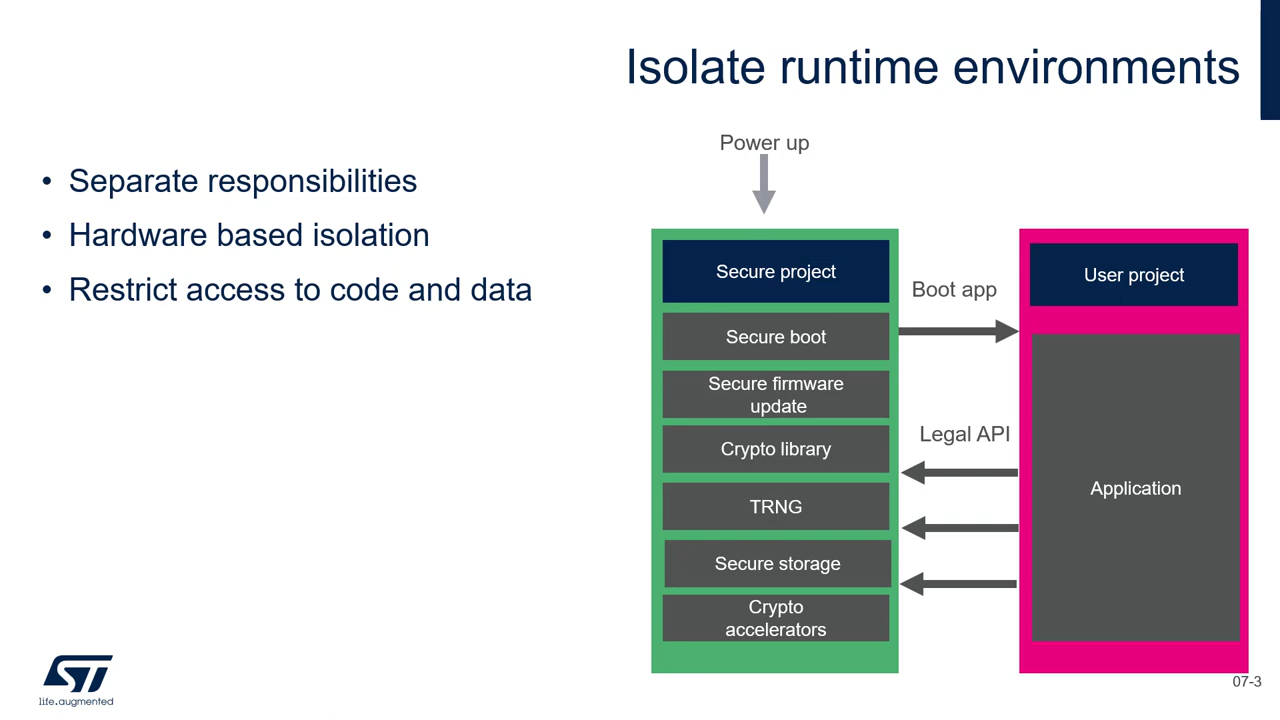 Isolate runtime environments
• Separate responsibilities
• Hardware based isolation
• Restrict access to code and data
Power up
Secure project
Secure boot
Secure firmware
update
Crypto library
TRNG
Secure storage
Crypto
accelerators
Boot app
Legal API
User project
Application
ST
life.augmented
07-3